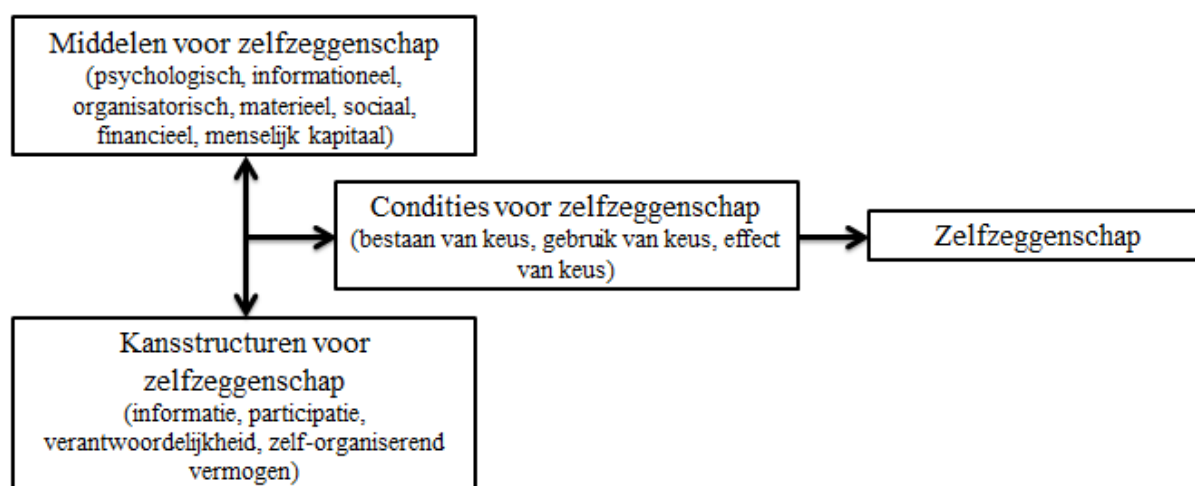 Middelen voor zelfzeggenschap
(psychologisch, informationeel,
organisatorisch, materieel, sociaal,
financieel, menselijk kapitaal)
Condities voor zelfzeggenschap
(bestaan van keus, gebruik van keus, effect
van keus)
Zelfzeggenschap
Kansstructuren voor
zelfzeggenschap
(informatie, participatie,
verantwoordelijkheid, zelf-organiserend
vermogen)